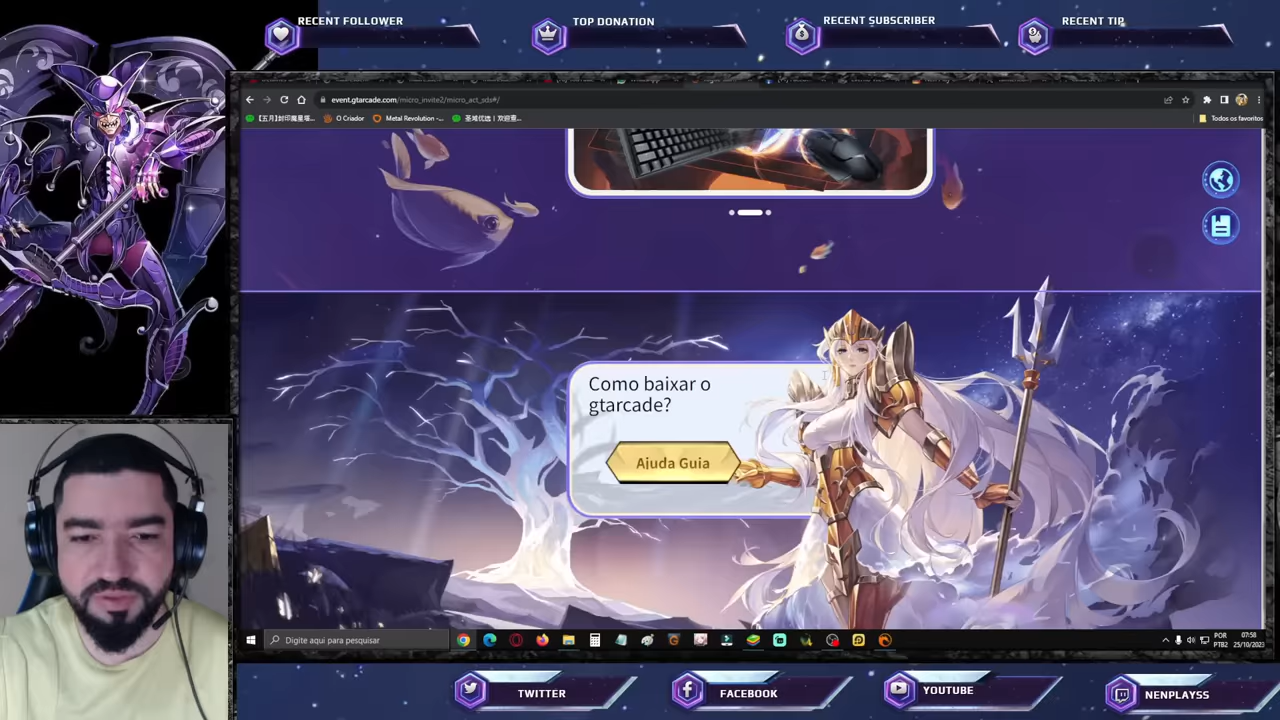 RECENT FOLLOWER
TOP DONATION
RECENT SUBSCRIBER
RECENT TIP
event.gtarcade.com/micro_invite2/micro_act_sdx#/
O Criador
Metal Revolution -...
Todos os favoritos
Como baixar o
gtarcade?
Ajuda Guia
Digite aqui para pesquisar
POR
PTB2
07:58
25/10/2023
TWITTER
FACEBOOK
YOUTUBE
NENPLAYSS